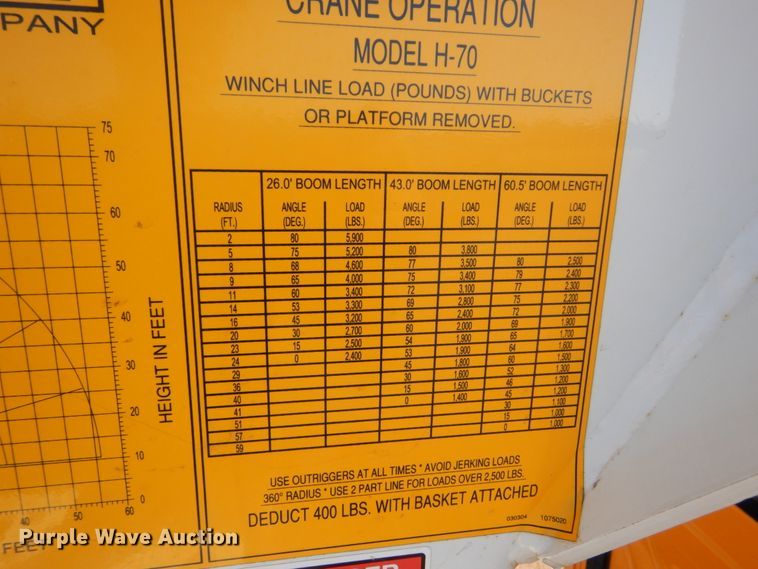 PANY
CRANE OPERATION
MODEL H-70
WINCH LINE LOAD (POUNDS) WITH BUCKETS
OR PLATFORM REMOVED.
26.0' BOOM LENGTH 43.0' BOOM LENGTH 60.5' BOOM LENGTH
RADIUS ANGLE LOAD ANGLE LOAD ANGLE LOAD
(FT.) (DEG.) (LBS.) (DEG.) (LBS.) (DEG.) (LBS.)
2 80 5,900
5 75 5,200 80 3,800
8 68 4,600 77 3,500 80 2,500
9 65 4,000 75 3,400 79 2,400
11 60 3,400 72 3,100 77 2,300
14 53 3,300 69 2,800 75 2,200
16 45 3,200 65 2,400 72 2,000
20 30 2,700 60 2,000 69 1,900
23 15 2,500 54 1,900 65 1,700
24 0 2,400 53 1,900 64 1,600
29 45 1,800 60 1,500
36 30 1,600 52 1,300
40 15 1,500 46 1,200
41 0 1,400 45 1,200
51 30 1,100
57 15 1,000
59 0 1,000
USE OUTRIGGERS AT ALL TIMES * AVOID JERKING LOADS
360° RADIUS * USE 2 PART LINE FOR LOADS OVER 2,500 LBS.
DEDUCT 400 LBS. WITH BASKET ATTACHED
030304 1075020
75
70
60
50
40
30
20
10
0
HEIGHT IN FEET
40 50 60
FEET
Purple Wave Auction